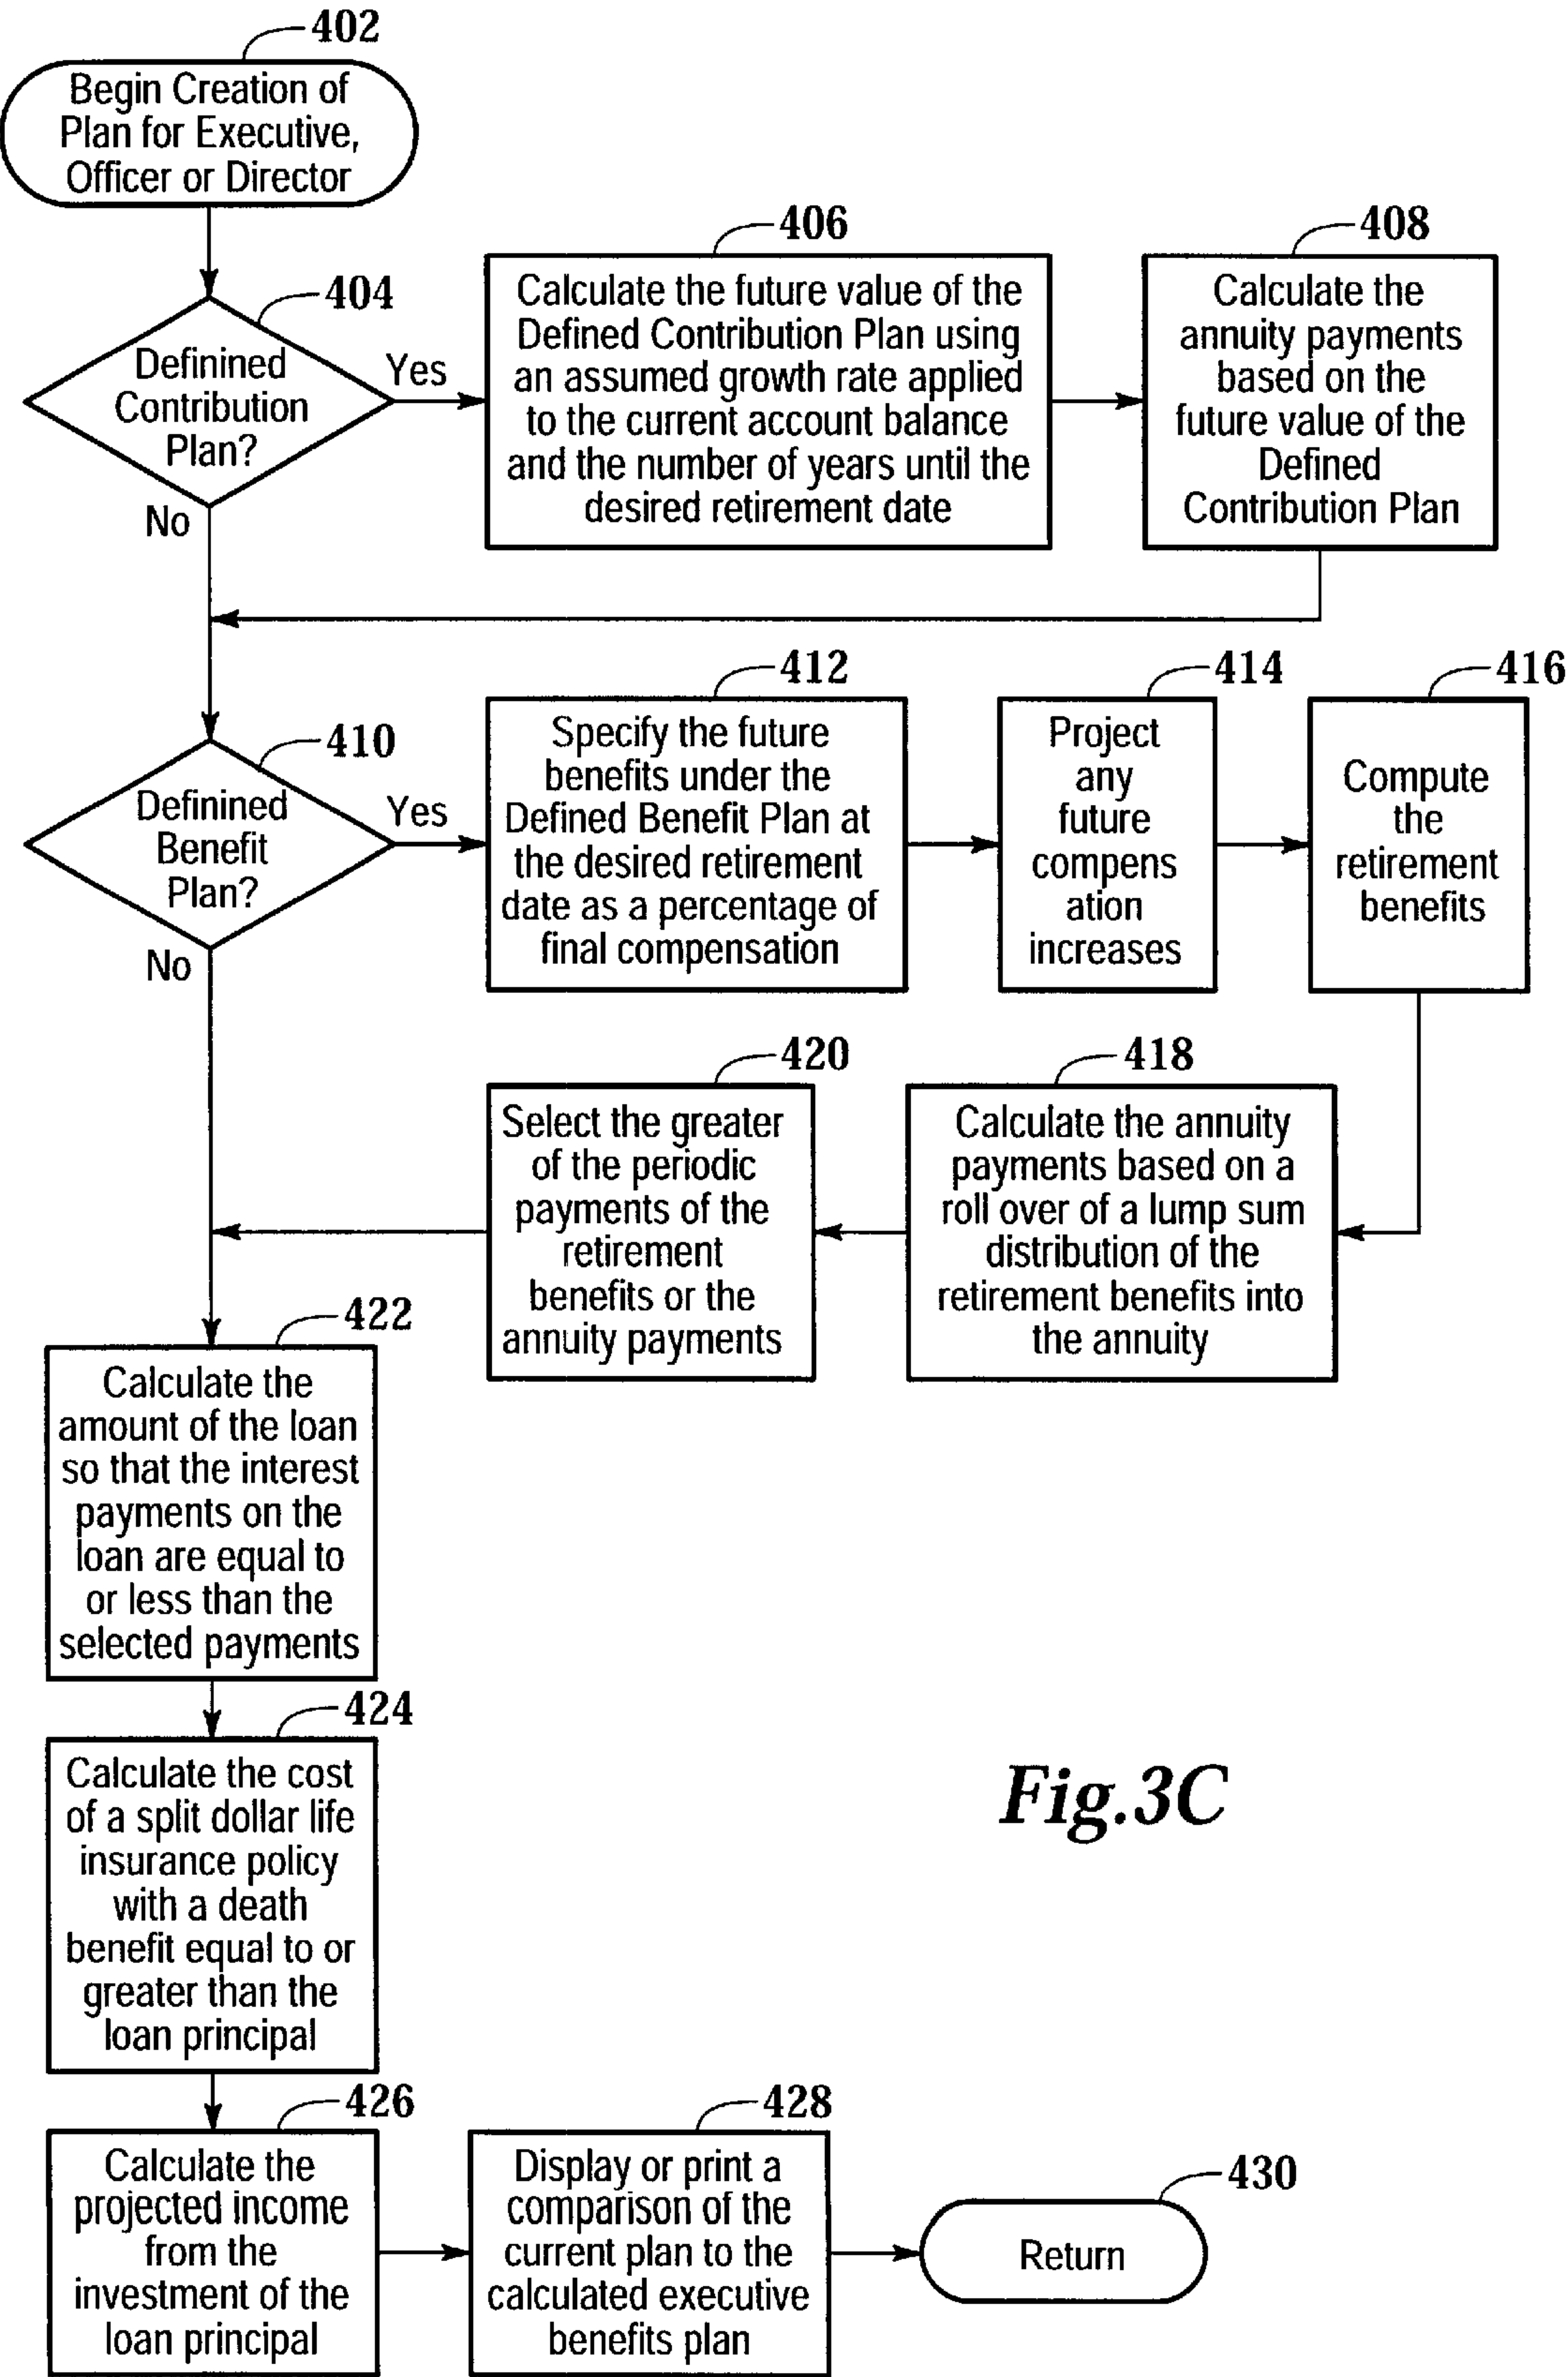 402
Begin Creation of
Plan for Executive,
Officer or Director
404
Definined
Contribution
Plan?
Yes
No
406
Calculate the future value of the
Defined Contribution Plan using
an assumed growth rate applied
to the current account balance
and the number of years until the
desired retirement date
408
Calculate the
annuity payments
based on the
future value of the
Defined
Contribution Plan
410
Definined
Benefit
Plan?
Yes
No
412
Specify the future
benefits under the
Defined Benefit Plan at
the desired retirement
date as a percentage of
final compensation
414
Project
any
future
compens
ation
increases
416
Compute
the
retirement
benefits
418
Calculate the annuity
payments based on a
roll over of a lump sum
distribution of the
retirement benefits into
the annuity
420
Select the greater
of the periodic
payments of the
retirement
benefits or the
annuity payments
422
Calculate the
amount of the loan
so that the interest
payments on the
loan are equal to
or less than the
selected payments
424
Calculate the cost
of a split dollar life
insurance policy
with a death
benefit equal to or
greater than the
loan principal
426
Calculate the
projected income
from the
investment of the
loan principal
428
Display or print a
comparison of the
current plan to the
calculated executive
benefits plan
430
Return
Fig.3C